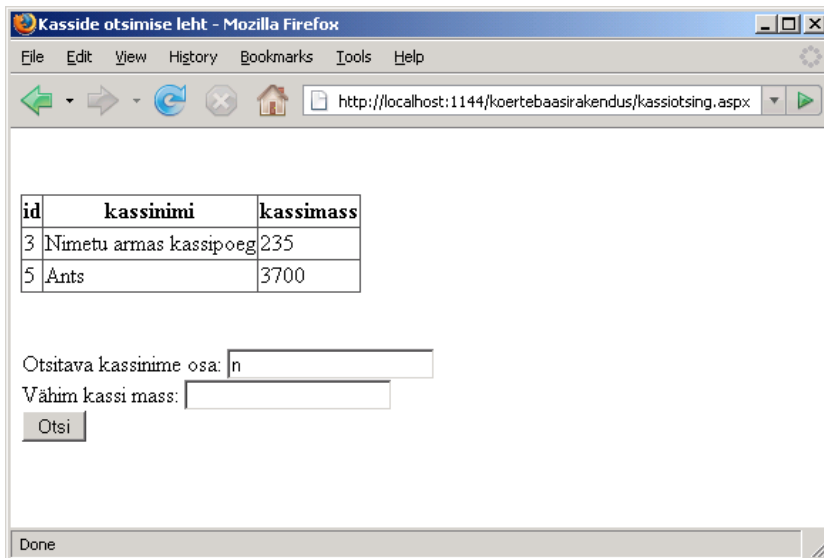 Kasside otsimise leht - Mozilla Firefox
File Edit View History Bookmarks Tools Help
http://localhost:1144/koertebaasirakendus/kassiotsing.aspx
id kassinimi kassimass
3 Nimetu armas kassipoeg 235
5 Ants 3700
Otsitava kassinime osa: n
Vähim kassi mass:
Otsi
Done